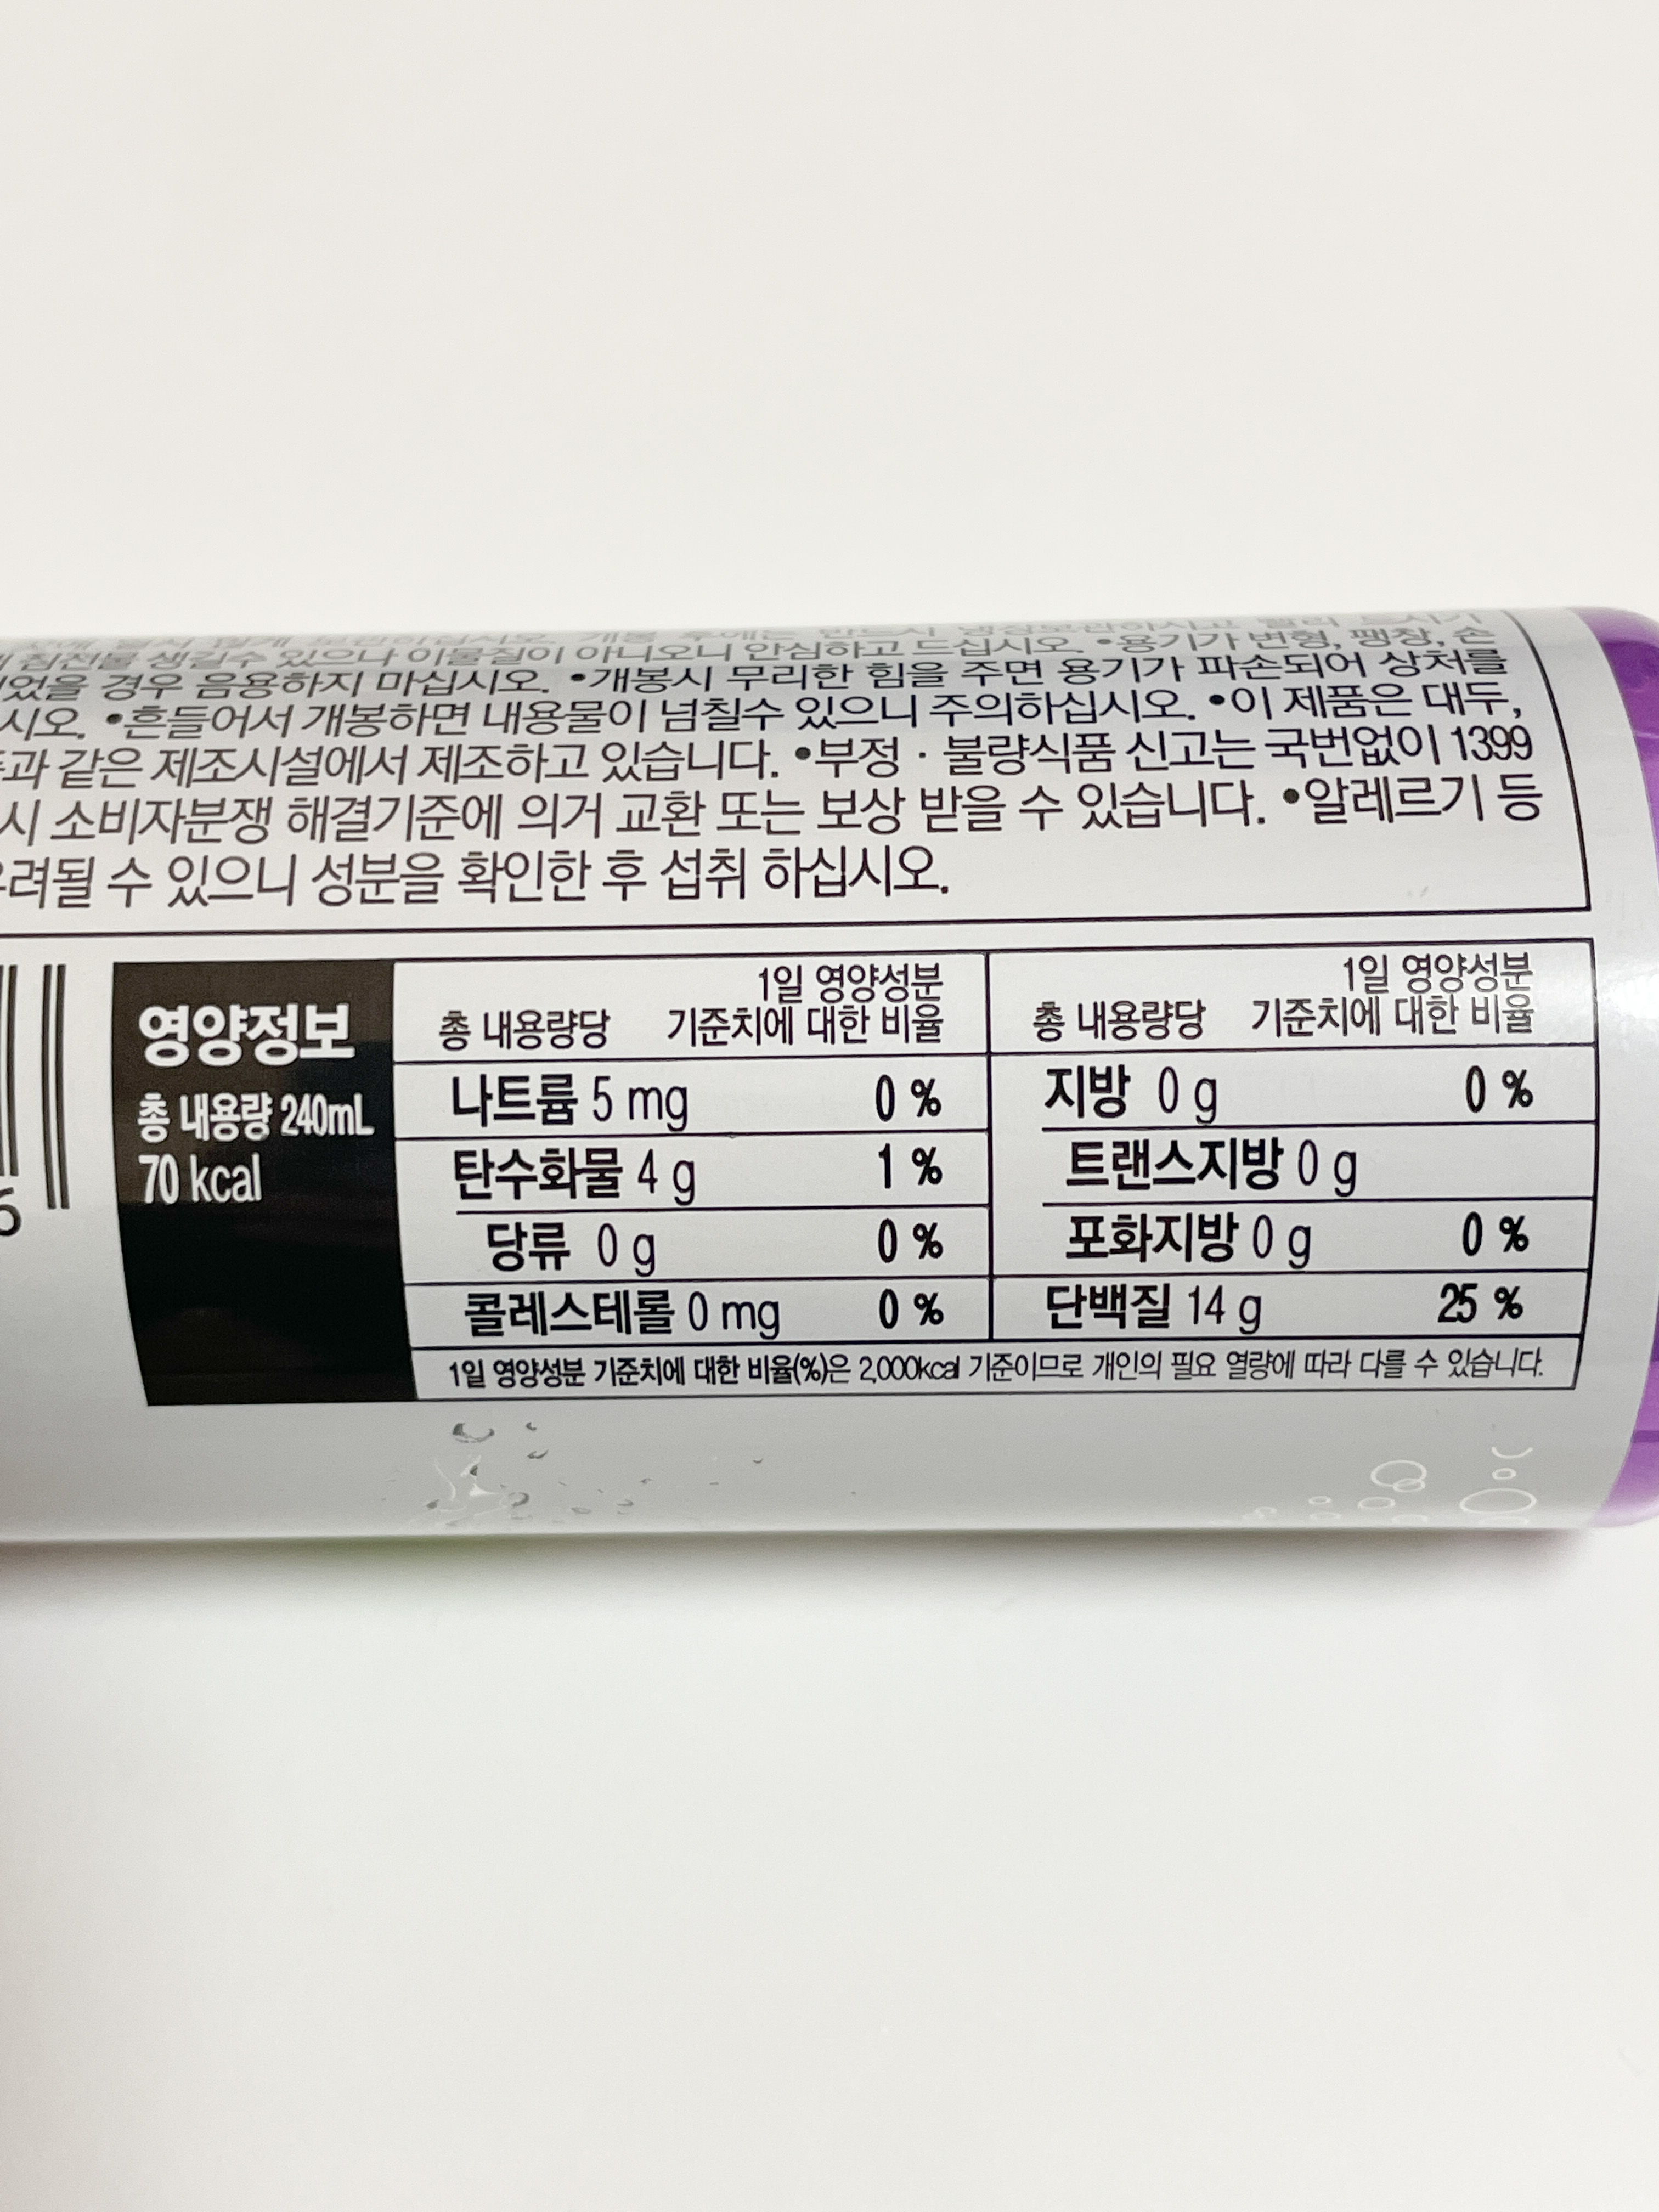 침전물 생길수 있으나 이물질이 아니오니 안심하고 드십시오. •용기가 변형, 팽창, 손
었을 경우 음용하지 마십시오. •개봉시 무리한 힘을 주면 용기가 파손되어 상처를
시오. •흔들어서 개봉하면 내용물이 넘칠수 있으니 주의하십시오. •이 제품은 대두,
과 같은 제조시설에서 제조하고 있습니다. •부정 · 불량식품 신고는 국번없이 1399
시 소비자분쟁 해결기준에 의거 교환 또는 보상 받을 수 있습니다. •알레르기 등
려될 수 있으니 성분을 확인한 후 섭취 하십시오.
영양정보
총 내용량 240mL
70 kcal
1일 영양성분
총 내용량당 기준치에 대한 비율
나트륨 5 mg 0 %
탄수화물 4 g 1 %
당류 0 g 0 %
콜레스테롤 0 mg 0 %
1일 영양성분
총 내용량당 기준치에 대한 비율
지방 0 g 0 %
트랜스지방 0 g
포화지방 0 g 0 %
단백질 14 g 25 %
1일 영양성분 기준치에 대한 비율(%)은 2,000kcal 기준이므로 개인의 필요 열량에 따라 다를 수 있습니다.